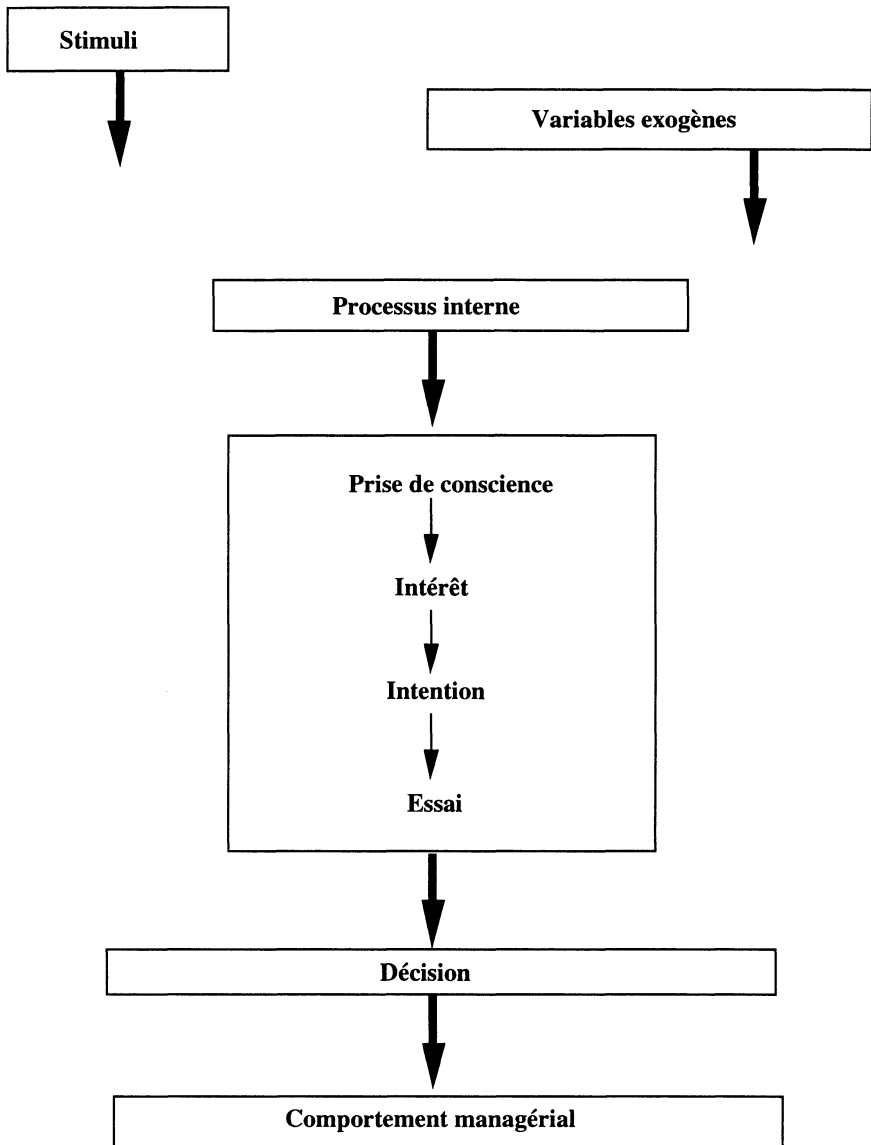 Stimuli
Variables exogènes
Processus interne
Prise de conscience
Intérêt
Intention
Essai
Décision
Comportement managérial